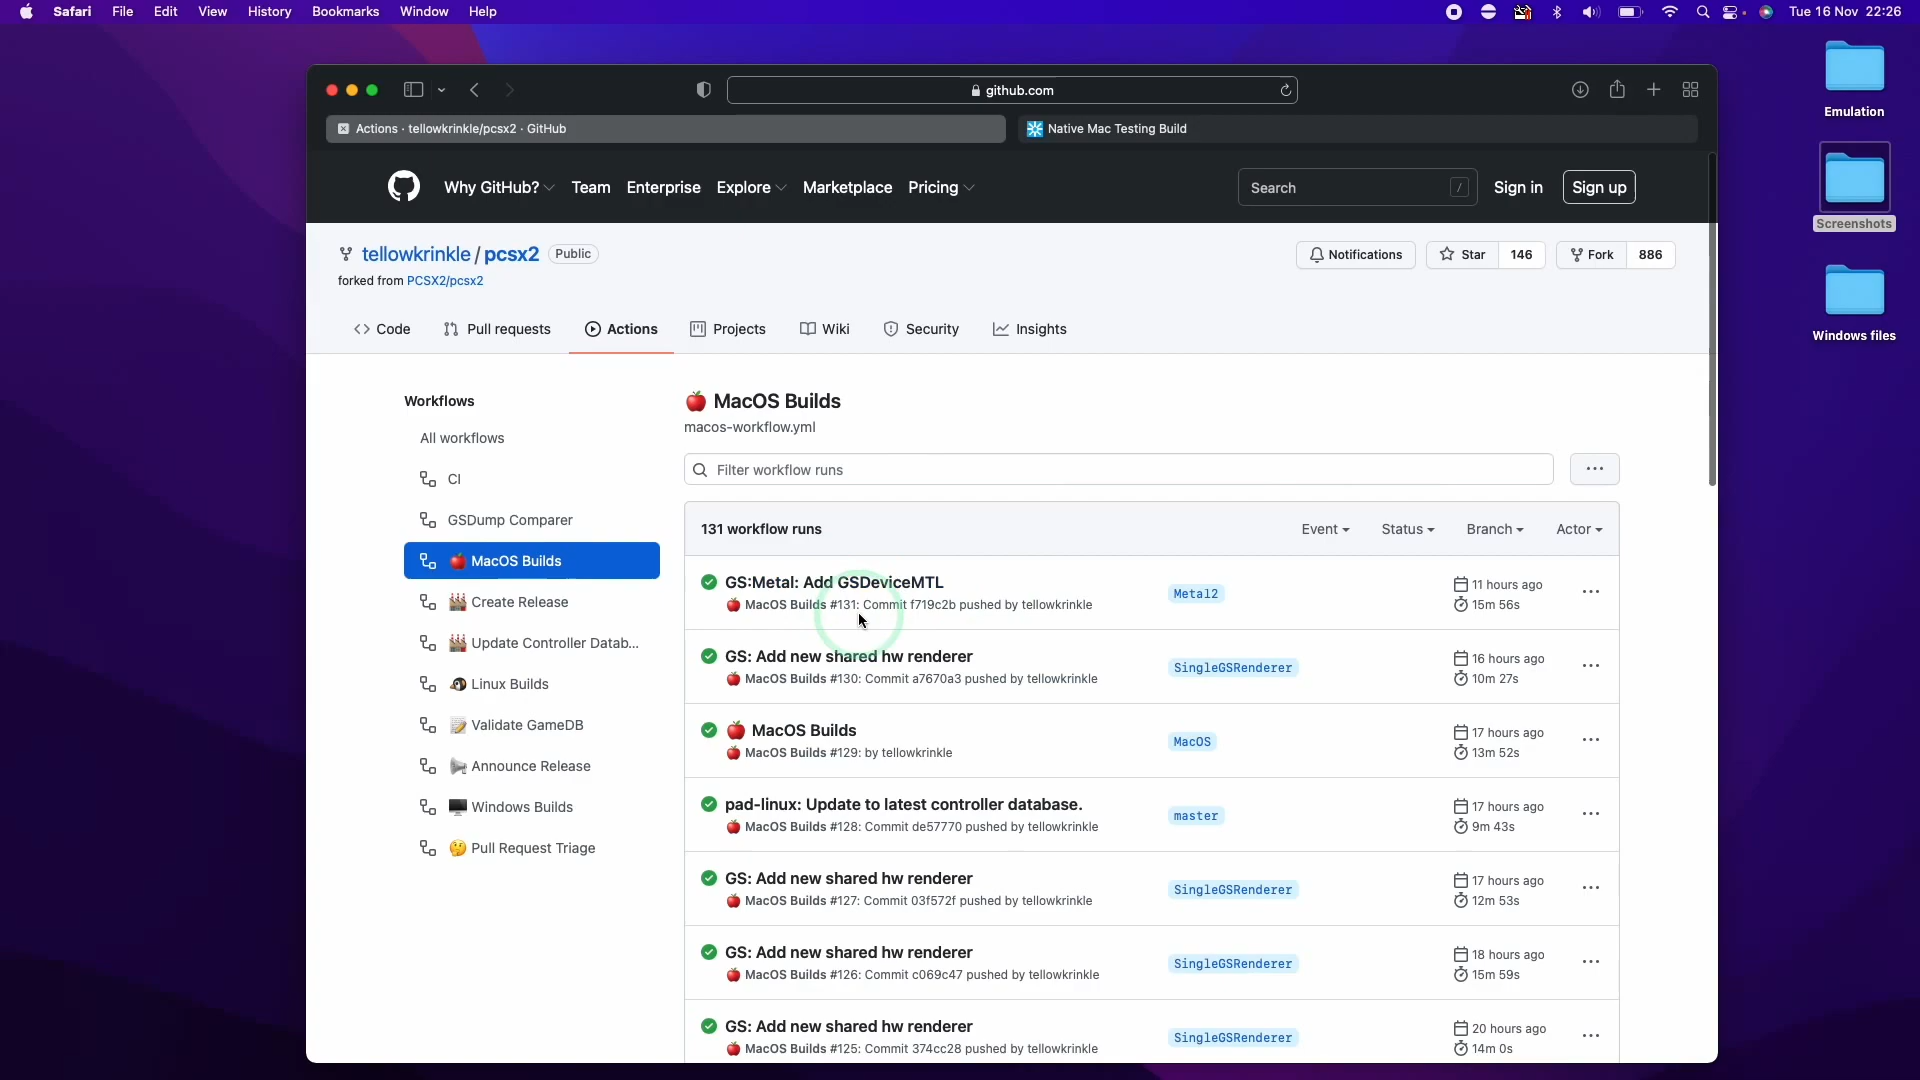 Safari File Edit View History Bookmarks Window Help
Tue 16 Nov 22:26
github.com
Actions · tellowkrinkle/pcsx2 · GitHub
Native Mac Testing Build
Why GitHub? Team Enterprise Explore Marketplace Pricing
Search /
Sign in
Sign up
tellowkrinkle / pcsx2 Public
forked from PCSX2/pcsx2
Notifications
Star 146
Fork 886
Code
Pull requests
Actions
Projects
Wiki
Security
Insights
Workflows
All workflows
CI
GSDump Comparer
🍎 MacOS Builds
Create Release
Update Controller Datab...
Linux Builds
Validate GameDB
Announce Release
Windows Builds
Pull Request Triage
MacOS Builds
macos-workflow.yml
Filter workflow runs
131 workflow runs
Event Status Branch Actor
GS:Metal: Add GSDeviceMTL
MacOS Builds #131: Commit f719c2b pushed by tellowkrinkle
Metal2
11 hours ago
15m 56s
GS: Add new shared hw renderer
MacOS Builds #130: Commit a7670a3 pushed by tellowkrinkle
SingleGSRenderer
16 hours ago
10m 27s
MacOS Builds
MacOS Builds #129: by tellowkrinkle
MacOS
17 hours ago
13m 52s
pad-linux: Update to latest controller database.
MacOS Builds #128: Commit de57770 pushed by tellowkrinkle
master
17 hours ago
9m 43s
GS: Add new shared hw renderer
MacOS Builds #127: Commit 03f572f pushed by tellowkrinkle
SingleGSRenderer
17 hours ago
12m 53s
GS: Add new shared hw renderer
MacOS Builds #126: Commit c069c47 pushed by tellowkrinkle
SingleGSRenderer
18 hours ago
15m 59s
GS: Add new shared hw renderer
MacOS Builds #125: Commit 374cc28 pushed by tellowkrinkle
SingleGSRenderer
20 hours ago
14m 0s
Emulation
Screenshots
Windows files